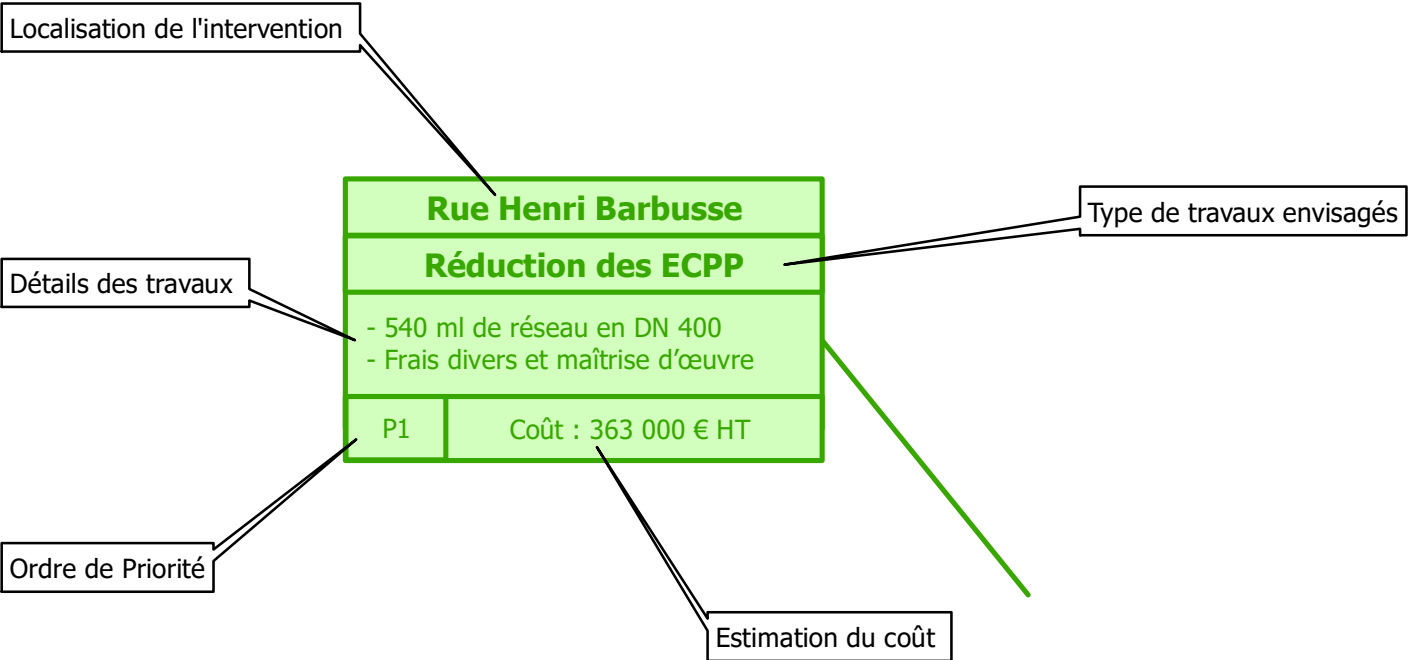 Localisation de l'intervention
Rue Henri Barbusse
Type de travaux envisagés
Réduction des ECPP
Détails des travaux
- 540 ml de réseau en DN 400
- Frais divers et maîtrise d’œuvre
P1
Coût : 363 000 € HT
Ordre de Priorité
Estimation du coût